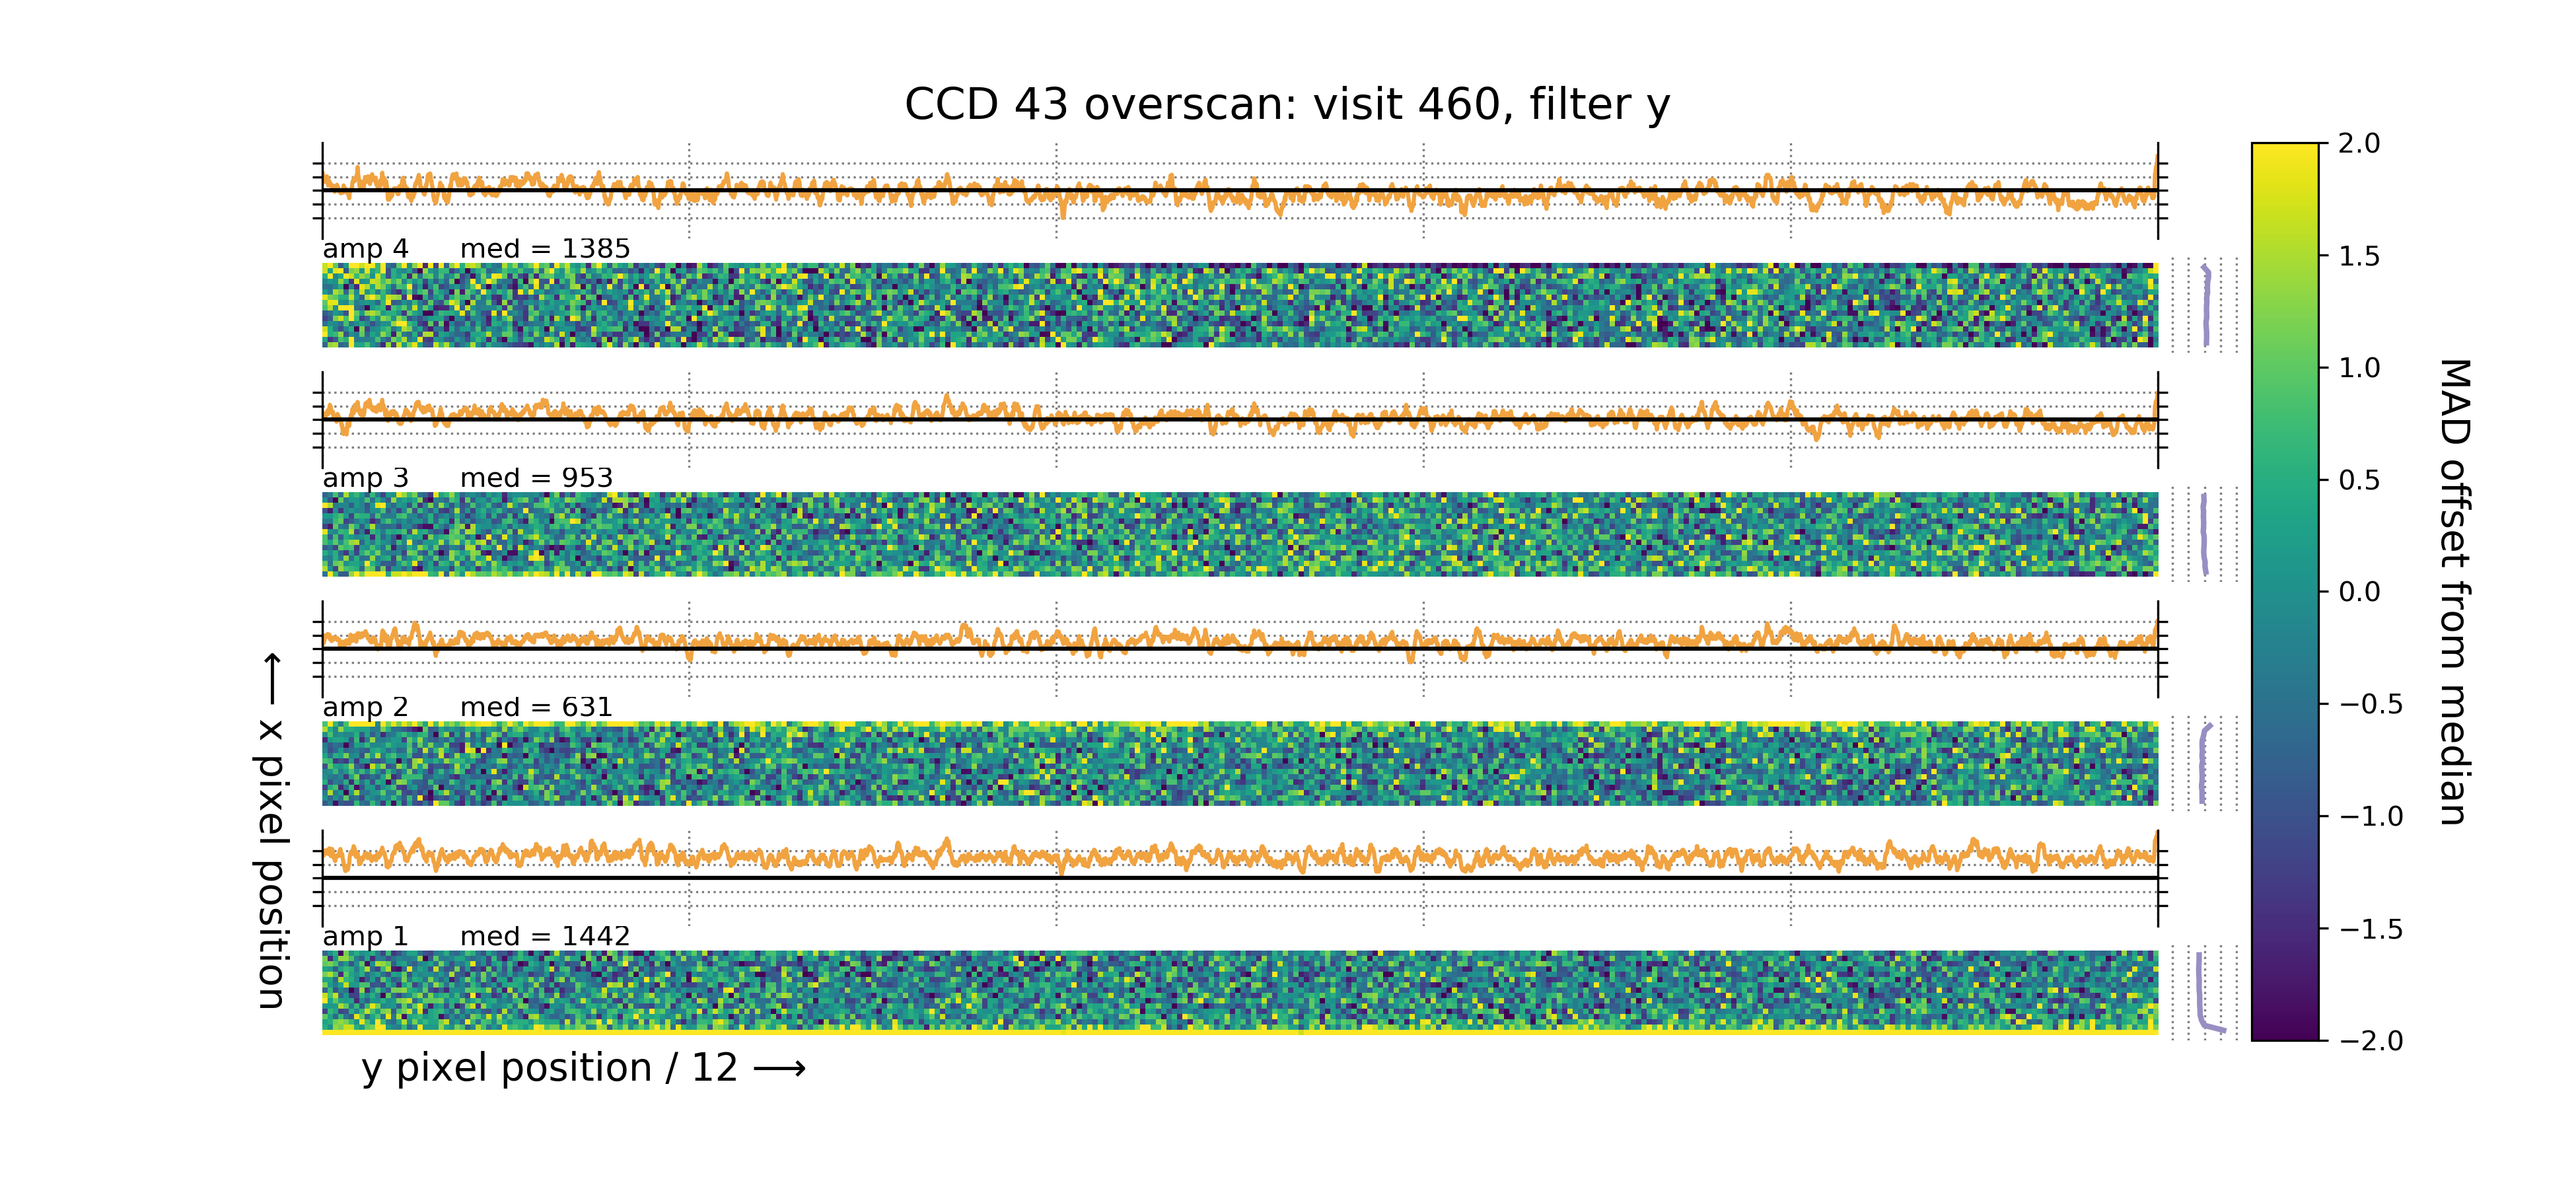 CCD 43 overscan: visit 460, filter y
amp 4 med = 1385
amp 3 med = 953
amp 2 med = 631
amp 1 med = 1442
⟵ x pixel position
y pixel position / 12 ⟶
2.0
1.5
1.0
0.5
0.0
−0.5
−1.0
−1.5
−2.0
MAD offset from median